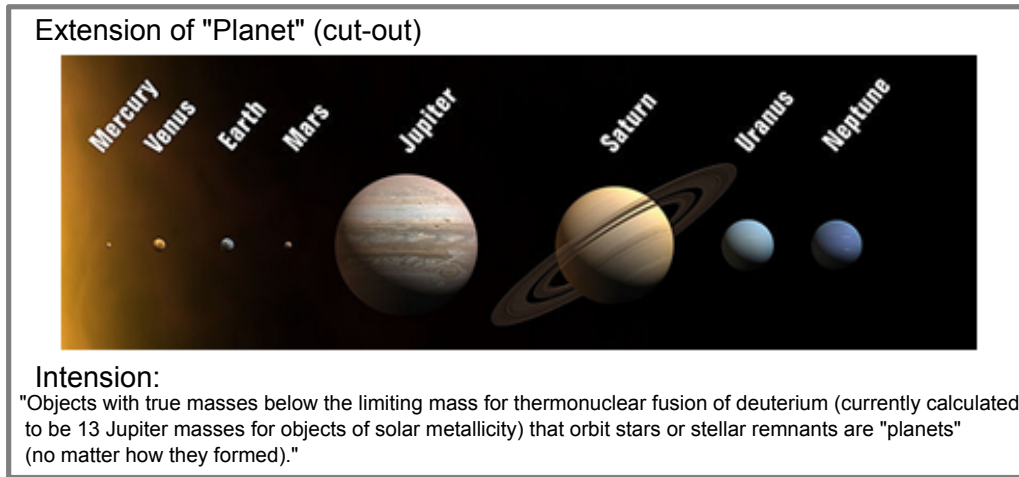 Extension of "Planet" (cut-out)
Mercury
Venus
Earth
Mars
Jupiter
Saturn
Uranus
Neptune
Intension:
"Objects with true masses below the limiting mass for thermonuclear fusion of deuterium (currently calculated
to be 13 Jupiter masses for objects of solar metallicity) that orbit stars or stellar remnants are "planets"
(no matter how they formed)."